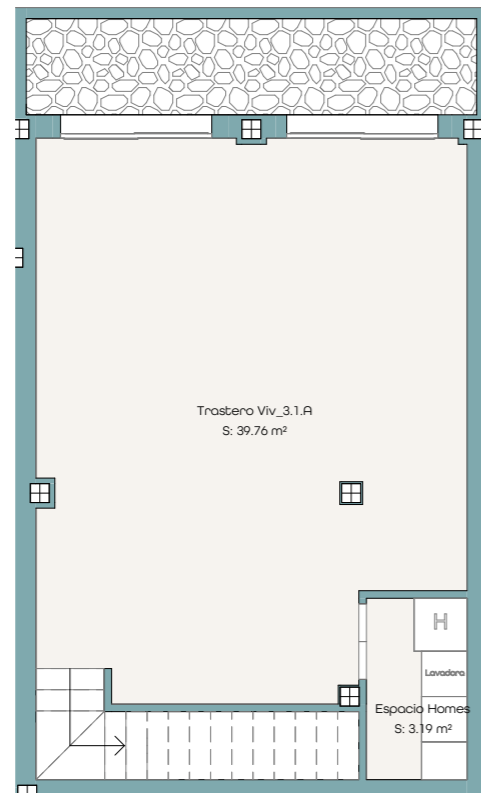 Trastero Viv_3.1.A
S: 39.76 m²
H
Lavadora
Espacio Homes
S: 3.19 m²